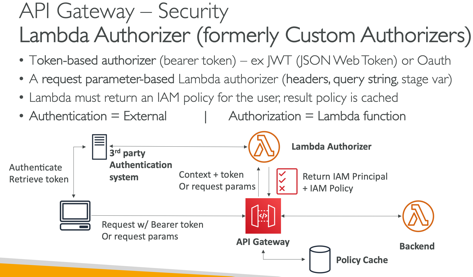 API Gateway – Security
Lambda Authorizer (formerly Custom Authorizers)
• Token-based authorizer (bearer token) – ex JWT (JSON Web Token) or Oauth
• A request parameter-based Lambda authorizer (headers, query string, stage var)
• Lambda must return an IAM policy for the user, result policy is cached
• Authentication = External | Authorization = Lambda function
3rd party
Authentication
system
Lambda Authorizer
Authenticate
Retrieve token
Context + token
Or request params
Return IAM Principal
+ IAM Policy
Request w/ Bearer token
Or request params
API Gateway
Backend
Policy Cache